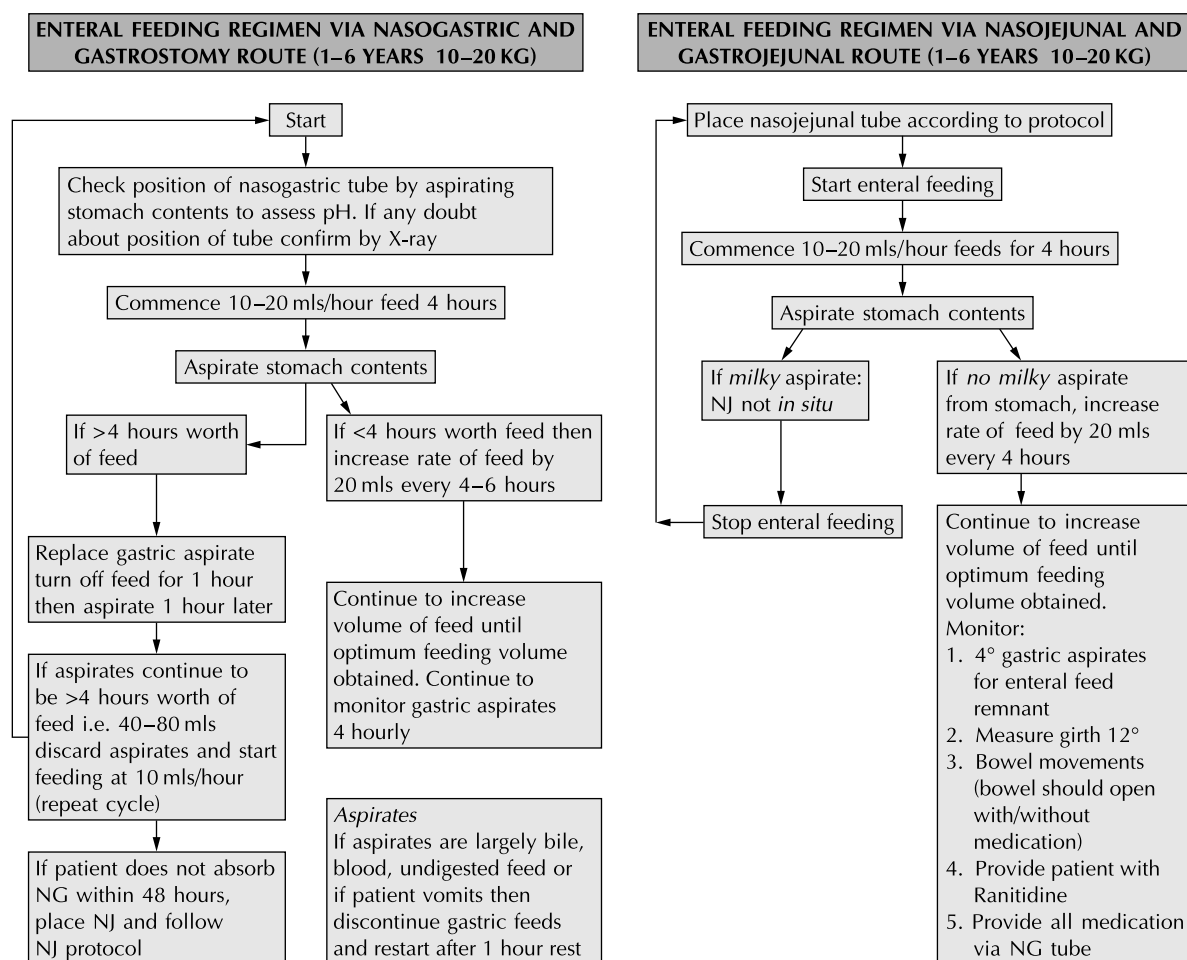 ENTERAL FEEDING REGIMEN VIA NASOGASTRIC AND
GASTROSTOMY ROUTE (1–6 YEARS 10–20 KG)
Start
Check position of nasogastric tube by aspirating
stomach contents to assess pH. If any doubt
about position of tube confirm by X-ray
Commence 10–20 mls/hour feed 4 hours
Aspirate stomach contents
If >4 hours worth
of feed
If <4 hours worth feed then
increase rate of feed by
20 mls every 4–6 hours
Replace gastric aspirate
turn off feed for 1 hour
then aspirate 1 hour later
Continue to increase
volume of feed until
optimum feeding volume
obtained. Continue to
monitor gastric aspirates
4 hourly
If aspirates continue to
be >4 hours worth of
feed i.e. 40–80 mls
discard aspirates and start
feeding at 10 mls/hour
(repeat cycle)
If patient does not absorb
NG within 48 hours,
place NJ and follow
NJ protocol
Aspirates
If aspirates are largely bile,
blood, undigested feed or
if patient vomits then
discontinue gastric feeds
and restart after 1 hour rest
ENTERAL FEEDING REGIMEN VIA NASOJEJUNAL AND
GASTROJEJUNAL ROUTE (1–6 YEARS 10–20 KG)
Place nasojejunal tube according to protocol
Start enteral feeding
Commence 10–20 mls/hour feeds for 4 hours
Aspirate stomach contents
If milky aspirate:
NJ not in situ
If no milky aspirate
from stomach, increase
rate of feed by 20 mls
every 4 hours
Stop enteral feeding
Continue to increase
volume of feed until
optimum feeding
volume obtained.
Monitor:
1. 4° gastric aspirates
for enteral feed
remnant
2. Measure girth 12°
3. Bowel movements
(bowel should open
with/without
medication)
4. Provide patient with
Ranitidine
5. Provide all medication
via NG tube